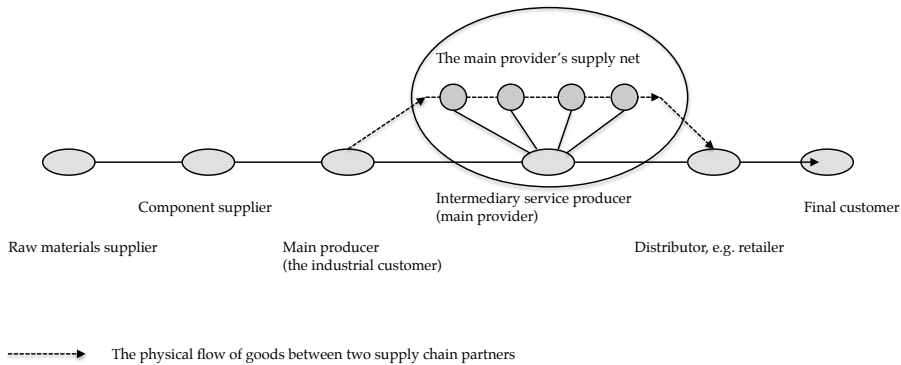 The main provider's supply net
Component supplier
Intermediary service producer
(main provider)
Final customer
Raw materials supplier
Main producer
(the industrial customer)
Distributor, e.g. retailer
The physical flow of goods between two supply chain partners